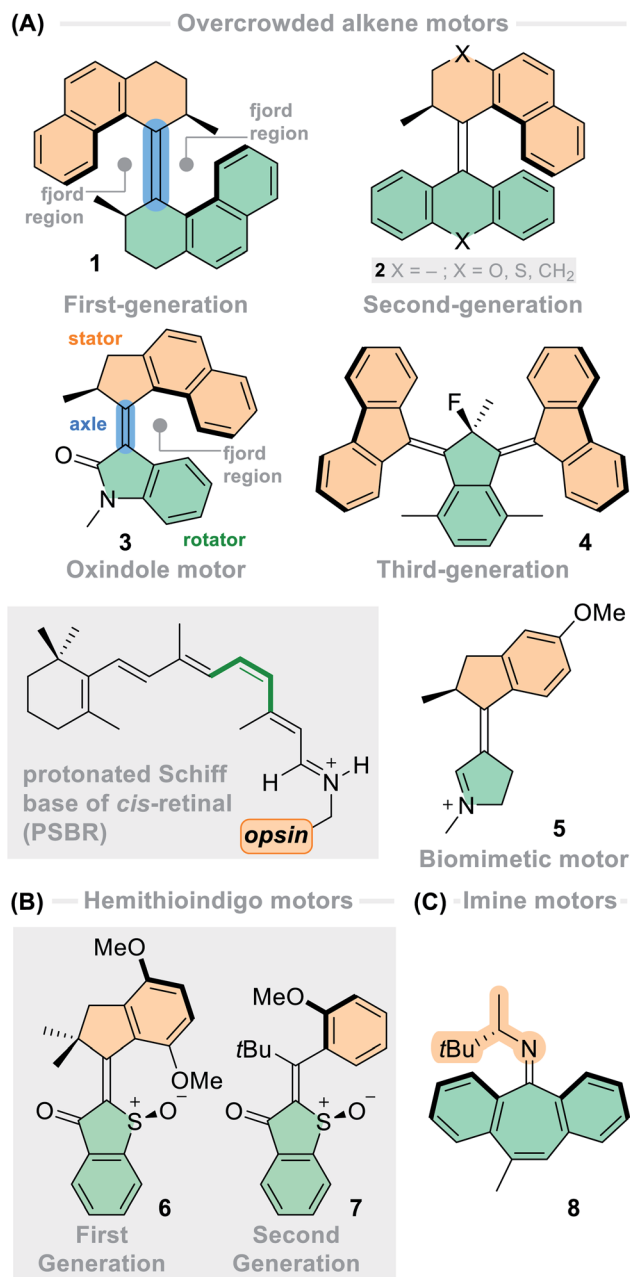 (A) Overcrowded alkene motors
fjord
region
fjord
region
1
First-generation
X
X
2 X = – ; X = O, S, CH2
Second-generation
stator
axle
fjord
region
O
N
rotator
3
Oxindole motor
F
4
Third-generation
protonated Schiff
base of cis-retinal
(PSBR)
H
+
N
H
opsin
OMe
+
N
5
Biomimetic motor
(B) Hemithioindigo motors
MeO
OMe
O
+
S
O
–
6
First
Generation
MeO
tBu
O
+
S
O
–
7
Second
Generation
(C) Imine motors
tBu
N
8